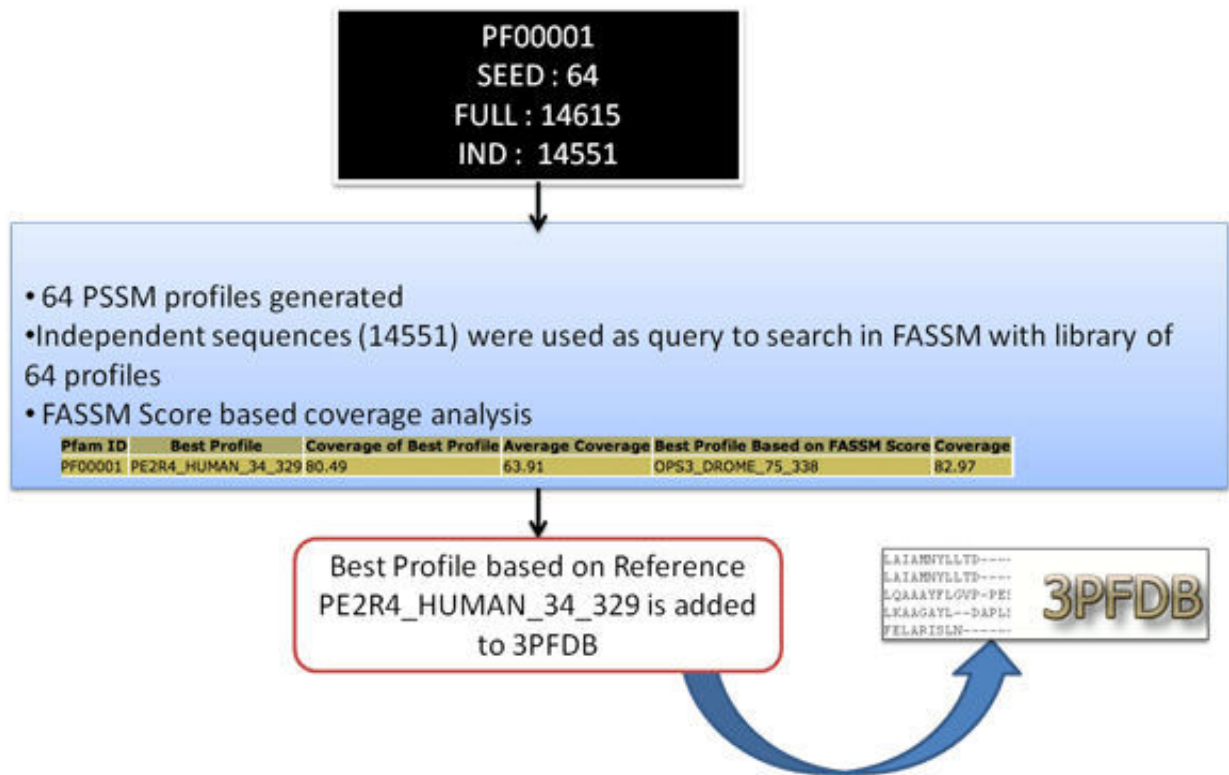 PF00001
SEED : 64
FULL : 14615
IND : 14551
• 64 PSSM profiles generated
•Independent sequences (14551) were used as query to search in FASSM with library of
64 profiles
• FASSM Score based coverage analysis
Pfam ID Best Profile Coverage of Best Profile Average Coverage Best Profile Based on FASSM Score Coverage
PF00001 PE2R4_HUMAN_34_329 80.49 63.91 OPS3_DROME_75_338 82.97
Best Profile based on Reference
PE2R4_HUMAN_34_329 is added
to 3PFDB
LAIAMNYLLTD----
LAIAMNYLLTD----
LQAAAYFLGVP-PE
LKAAGAYL--DAPL
FELARISLN------
3PFDB